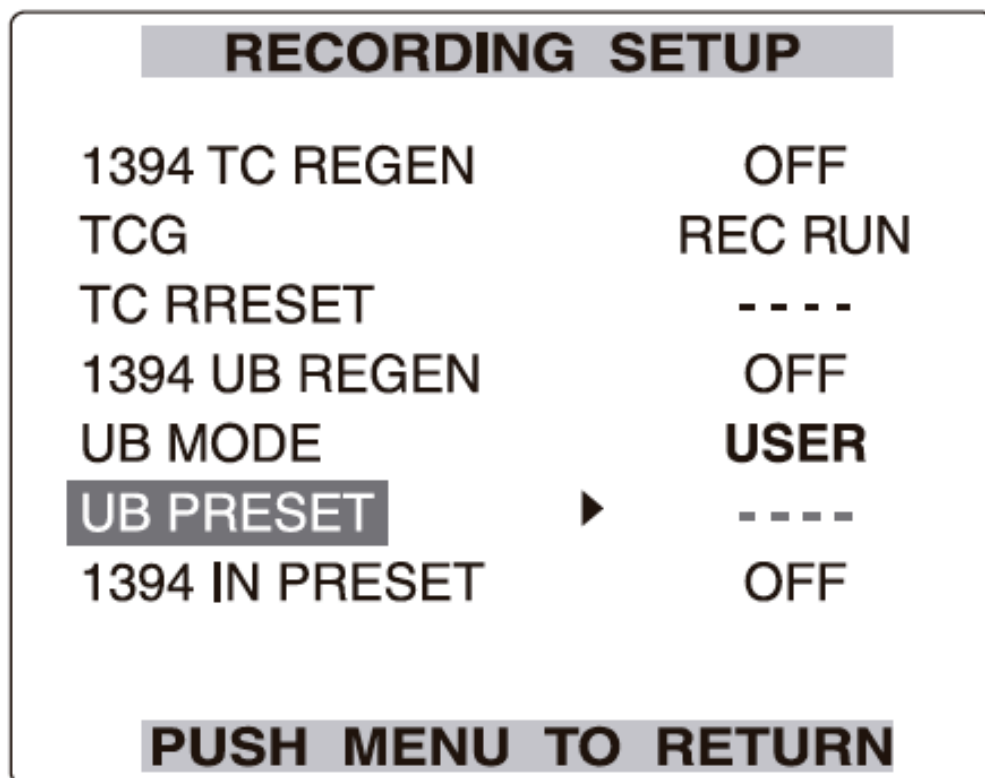 RECORDING SETUP
1394 TC REGEN OFF
TCG REC RUN
TC RRESET ----
1394 UB REGEN OFF
UB MODE USER
UB PRESET ▶ ----
1394 IN PRESET OFF
PUSH MENU TO RETURN